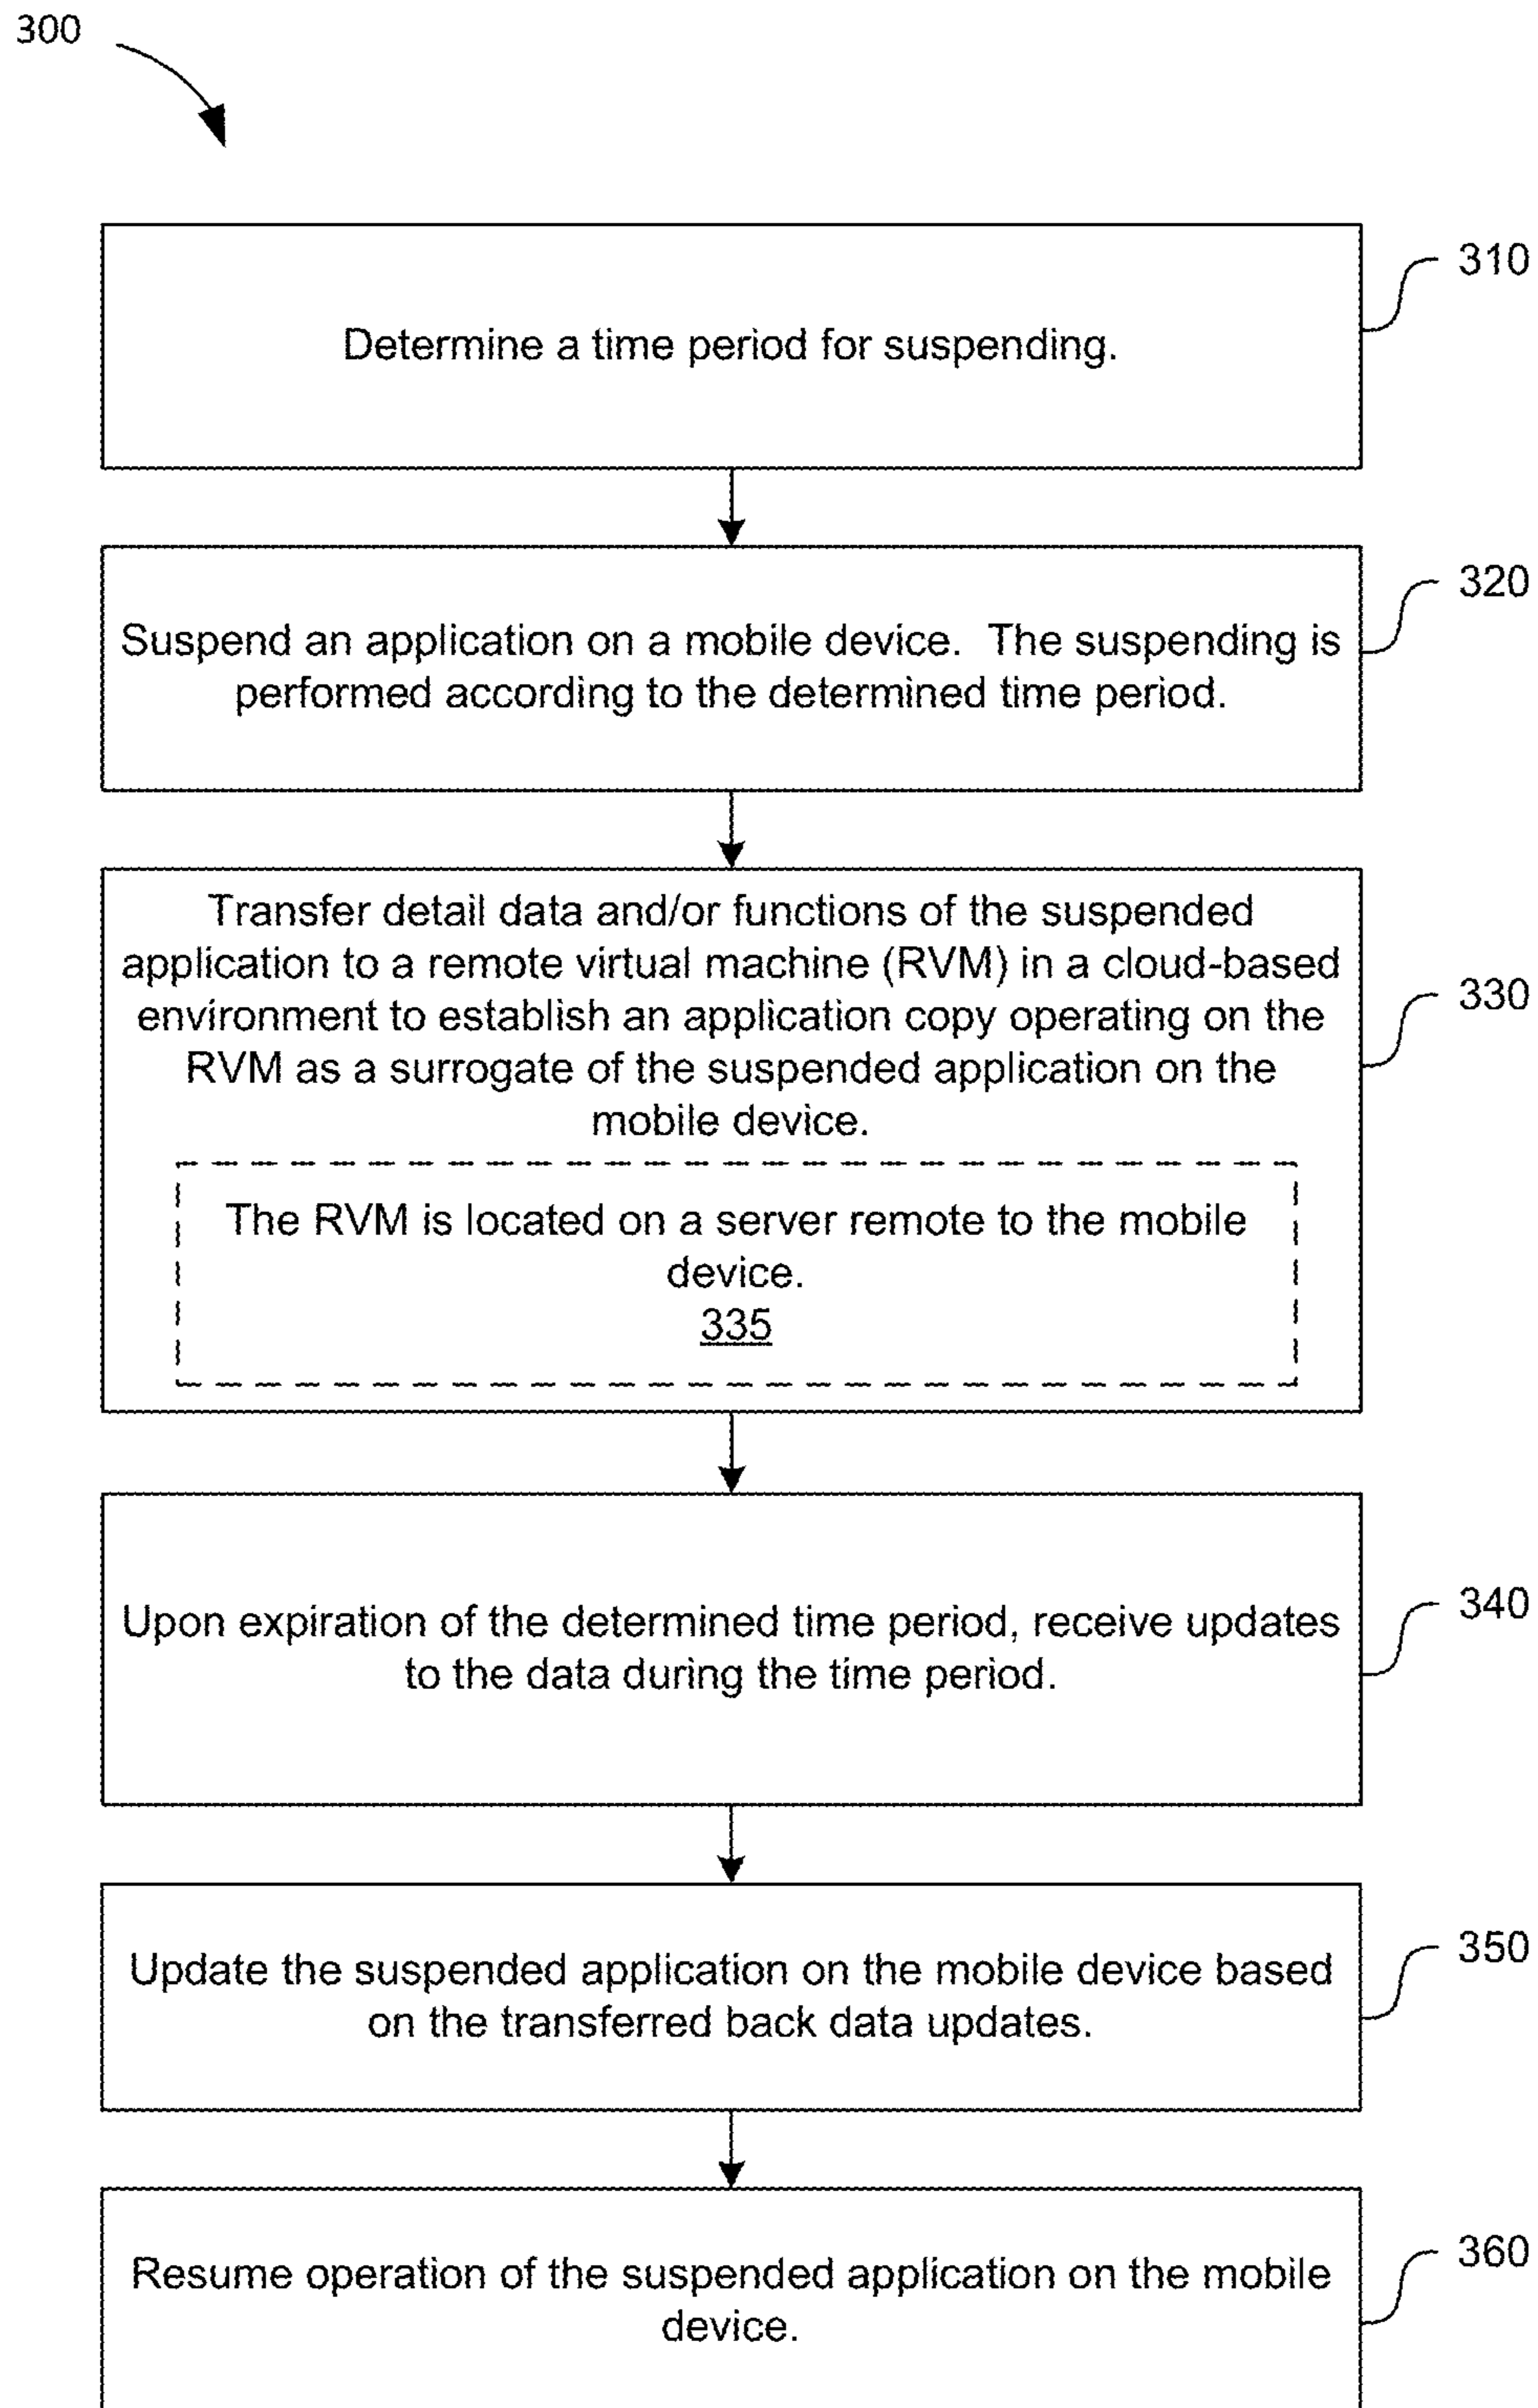 300
310
Determine a time period for suspending.
320
Suspend an application on a mobile device.  The suspending is
performed according to the determined time period.
Transfer detail data and/or functions of the suspended
application to a remote virtual machine (RVM) in a cloud-based
330
environment to establish an application copy operating on the
RVM as a surrogate of the suspended application on the
mobile device.
The RVM is located on a server remote to the mobile
device.
335
340
Upon expiration of the determined time period, receive updates
to the data during the time period.
350
Update the suspended application on the mobile device based
on the transferred back data updates.
360
Resume operation of the suspended application on the mobile
device.